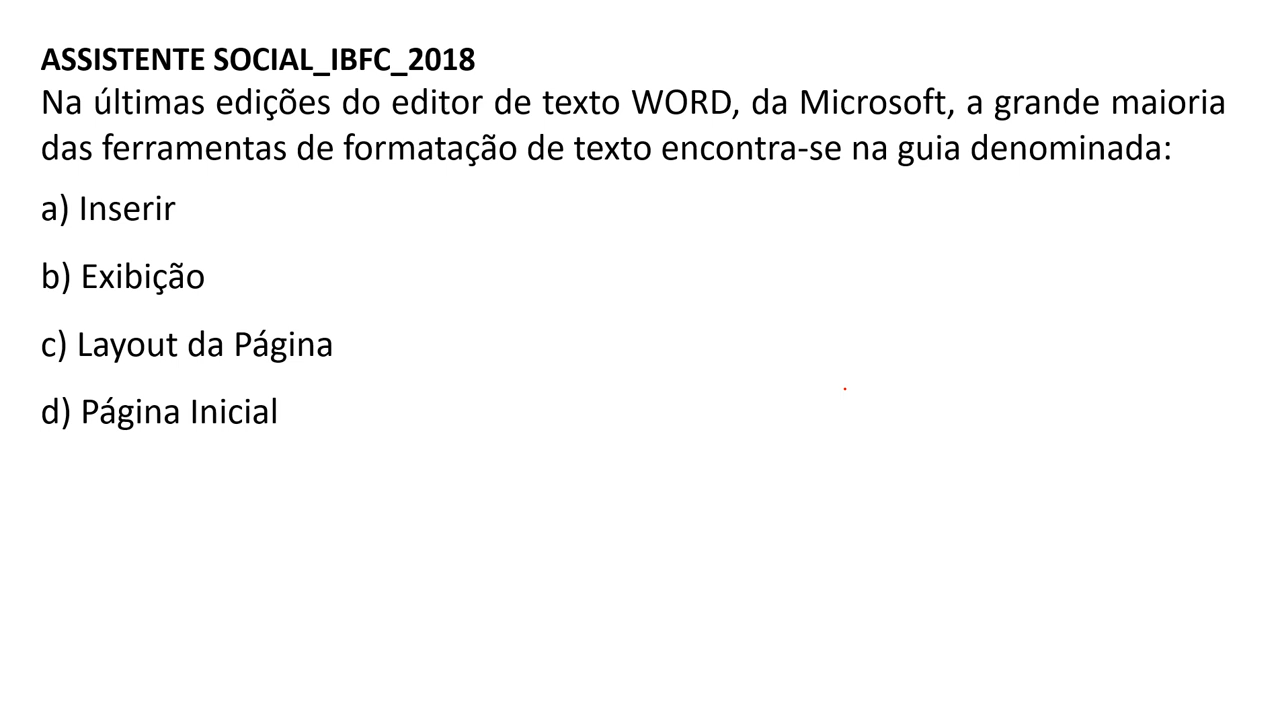 ASSISTENTE SOCIAL_IBFC_2018
Na últimas edições do editor de texto WORD, da Microsoft, a grande maioria
das ferramentas de formatação de texto encontra-se na guia denominada:
a) Inserir
b) Exibição
c) Layout da Página
d) Página Inicial